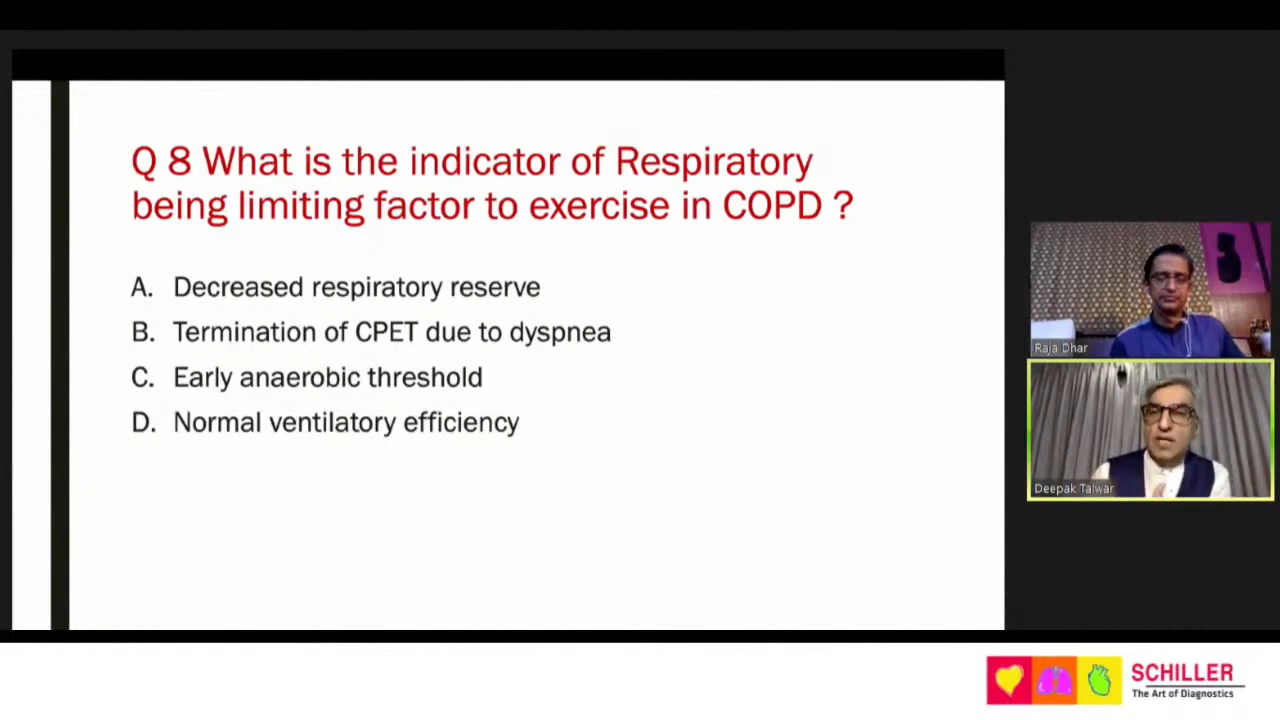 Q 8 What is the indicator of Respiratory
being limiting factor to exercise in COPD ?
A. Decreased respiratory reserve
B. Termination of CPET due to dyspnea
C. Early anaerobic threshold
D. Normal ventilatory efficiency
Raja Dhar
Deepak Talwar
SCHILLER
The Art of Diagnostics